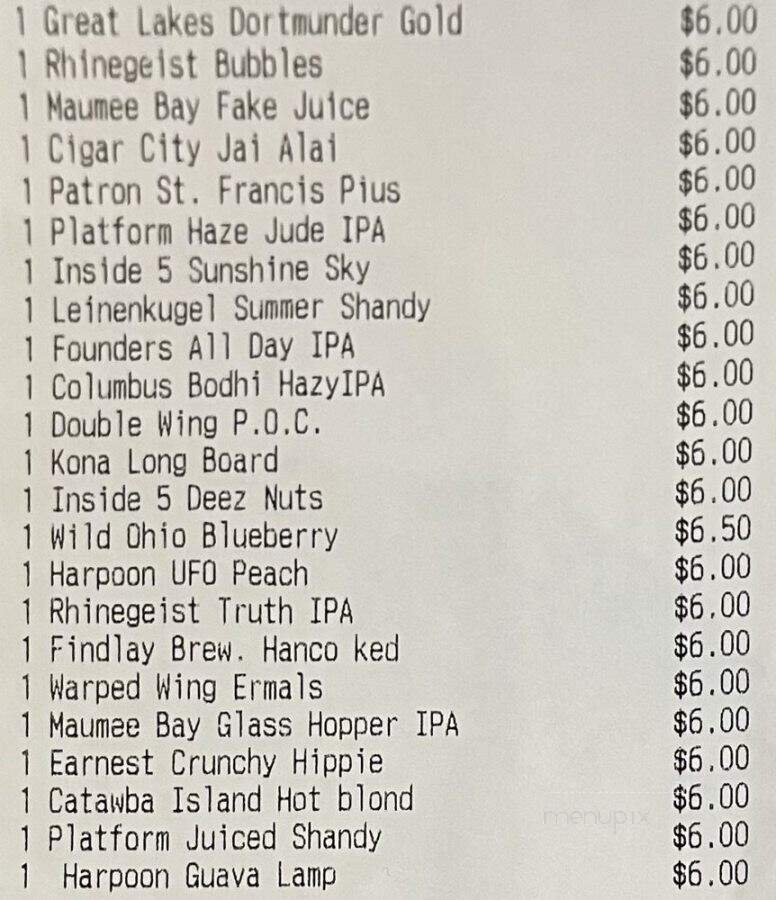 1 Great Lakes Dortmunder Gold $6.00
1 Rhinegeist Bubbles $6.00
1 Maumee Bay Fake Juice $6.00
1 Cigar City Jai Alai $6.00
1 Patron St. Francis Pius $6.00
1 Platform Haze Jude IPA $6.00
1 Inside 5 Sunshine Sky $6.00
1 Leinenkugel Summer Shandy $6.00
1 Founders All Day IPA $6.00
1 Columbus Bodhi HazyIPA $6.00
1 Double Wing P.O.C. $6.00
1 Kona Long Board $6.00
1 Inside 5 Deez Nuts $6.00
1 Wild Ohio Blueberry $6.50
1 Harpoon UFO Peach $6.00
1 Rhinegeist Truth IPA $6.00
1 Findlay Brew. Hanco ked $6.00
1 Warped Wing Ermals $6.00
1 Maumee Bay Glass Hopper IPA $6.00
1 Earnest Crunchy Hippie $6.00
1 Catawba Island Hot blond $6.00
1 Platform Juiced Shandy $6.00
1 Harpoon Guava Lamp $6.00
menupix